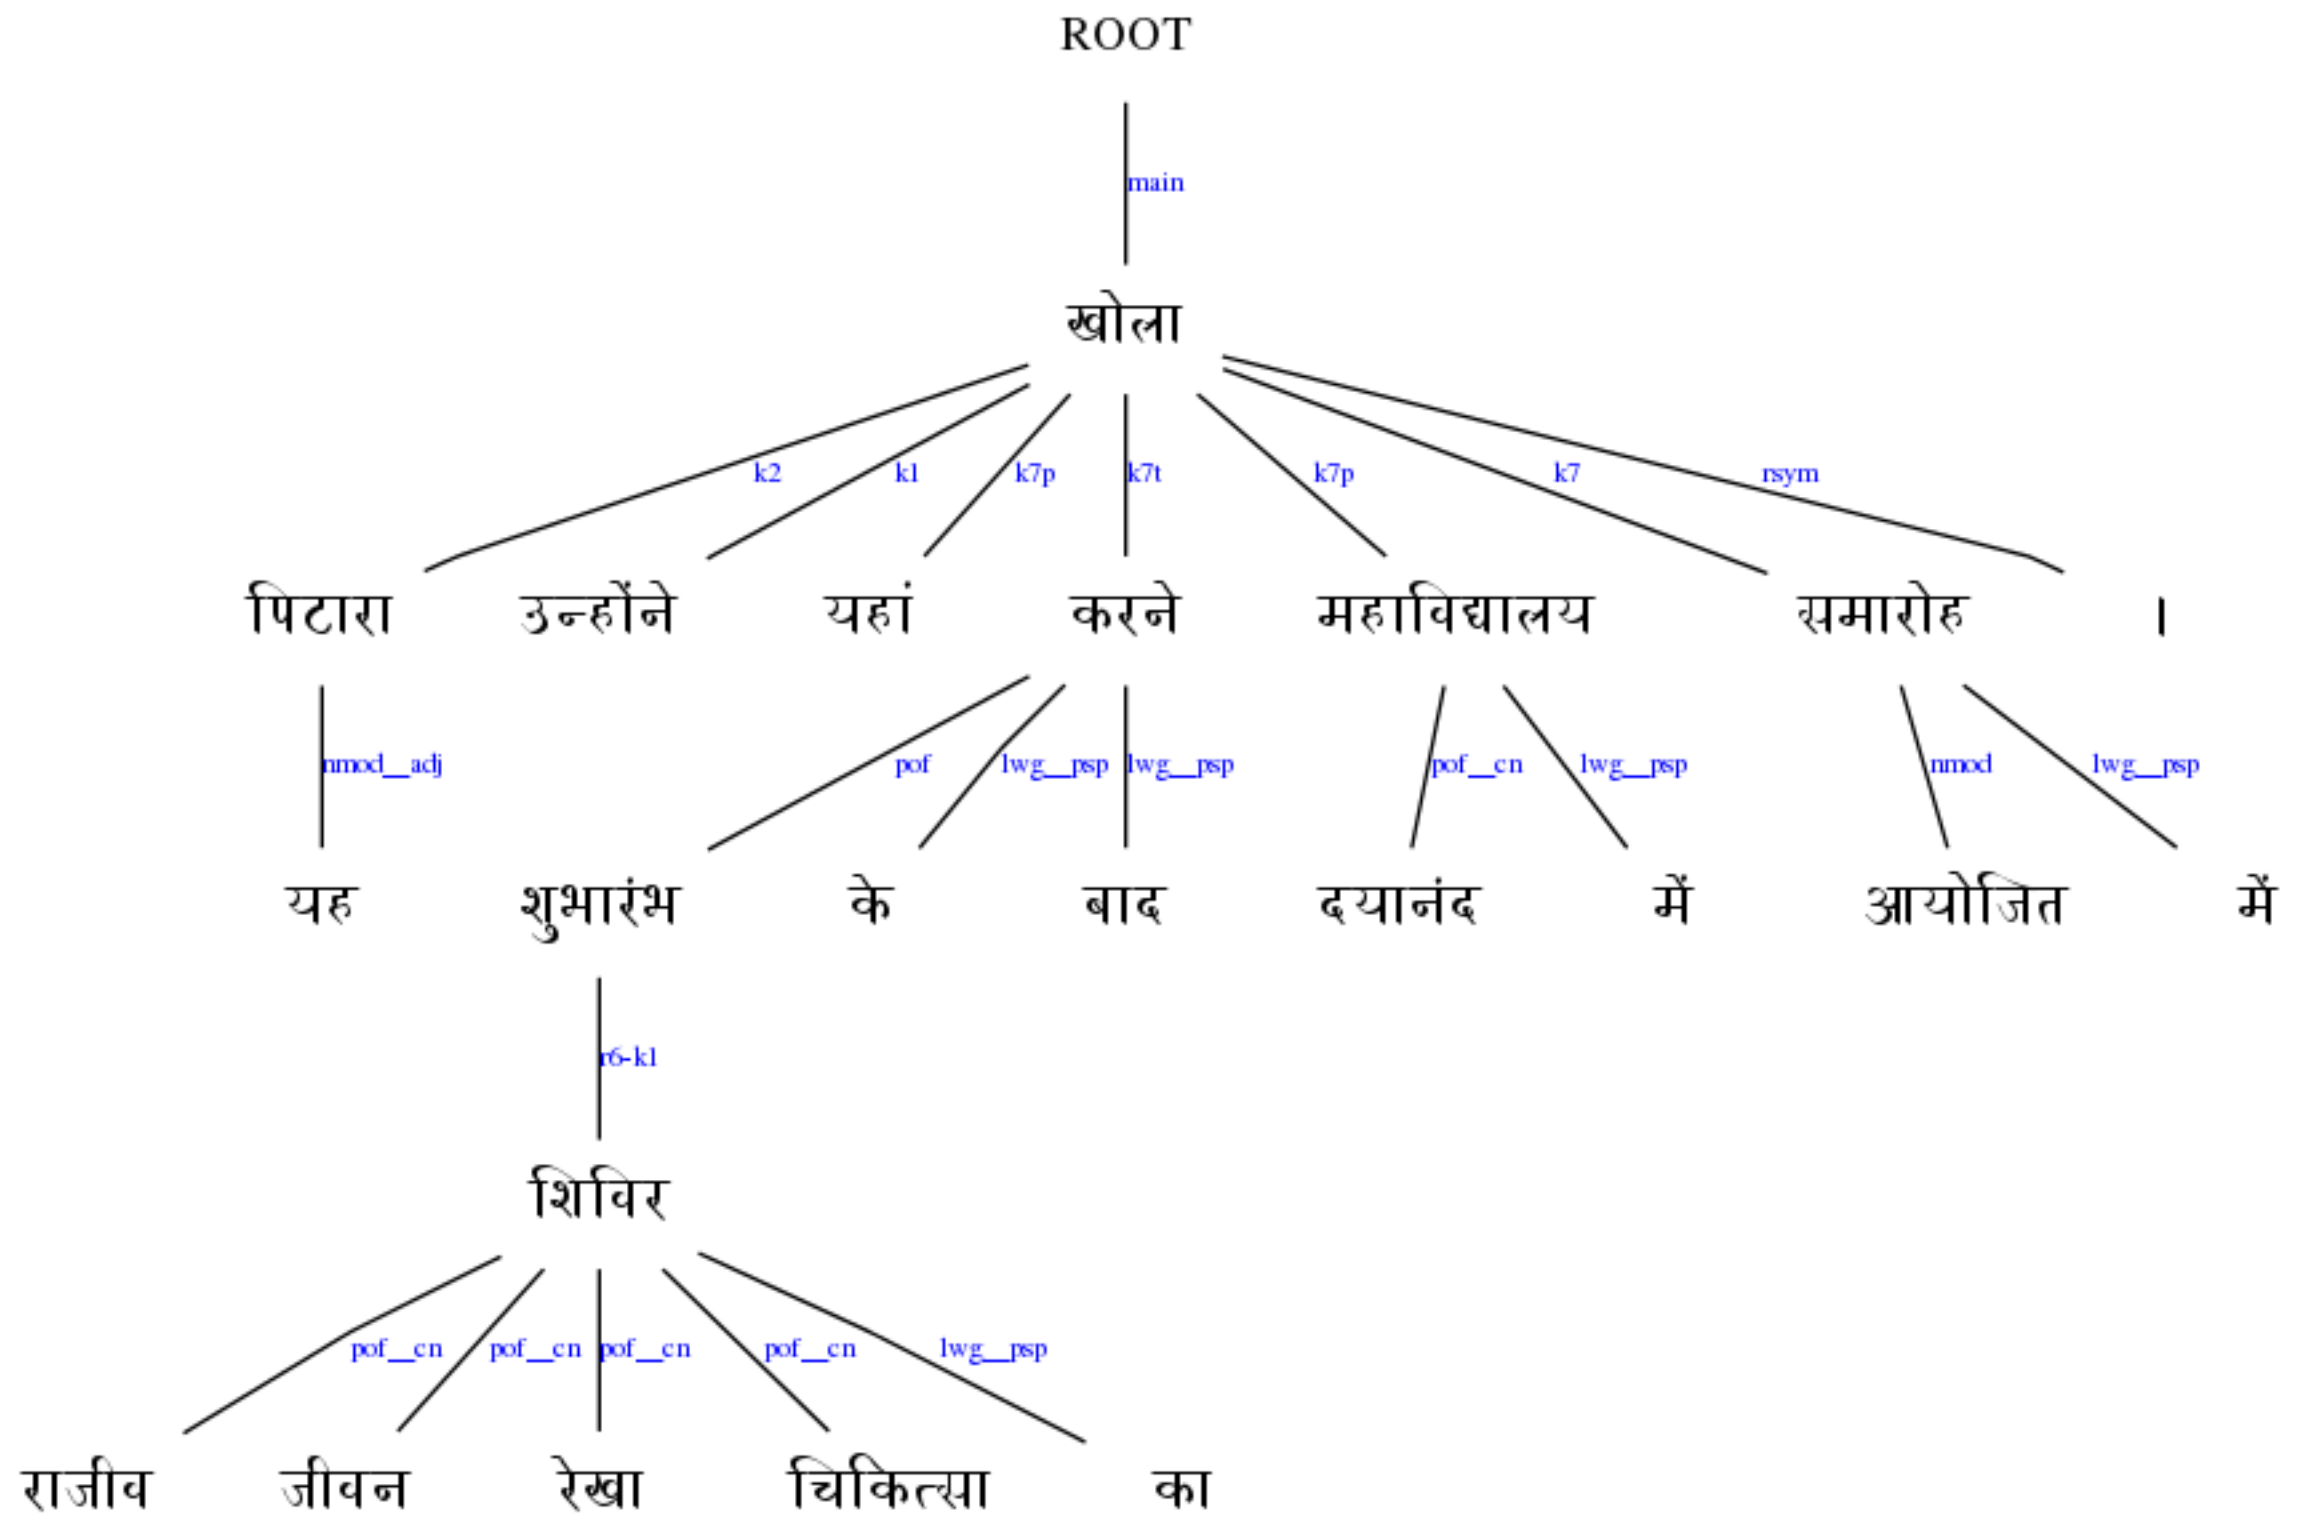 ROOT
main
खोला
k2 k1 k7p k7t k7p k7 rsym
पिटारा उन्होंने यहां करने महाविद्यालय समारोह ।
nmod__adj pof lwg__psp lwg__psp pof__cn lwg__psp nmod lwg__psp
यह शुभारंभ के बाद दयानंद में आयोजित में
r6-k1
शिविर
pof__cn pof__cn pof__cn pof__cn lwg__psp
राजीव जीवन रेखा चिकित्सा का